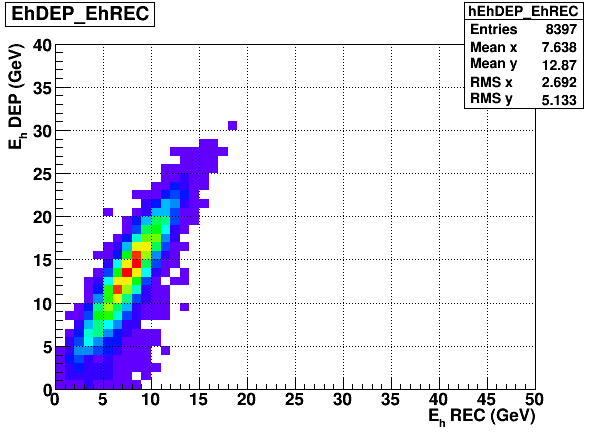 EhDEP_EhREC
hEhDEP_EhREC
Entries 8397
Mean x 7.638
Mean y 12.87
RMS x 2.692
RMS y 5.133
E_h DEP (GeV)
40
35
30
25
20
15
10
5
0
0 5 10 15 20 25 30 35 40 45 50
E_h REC (GeV)